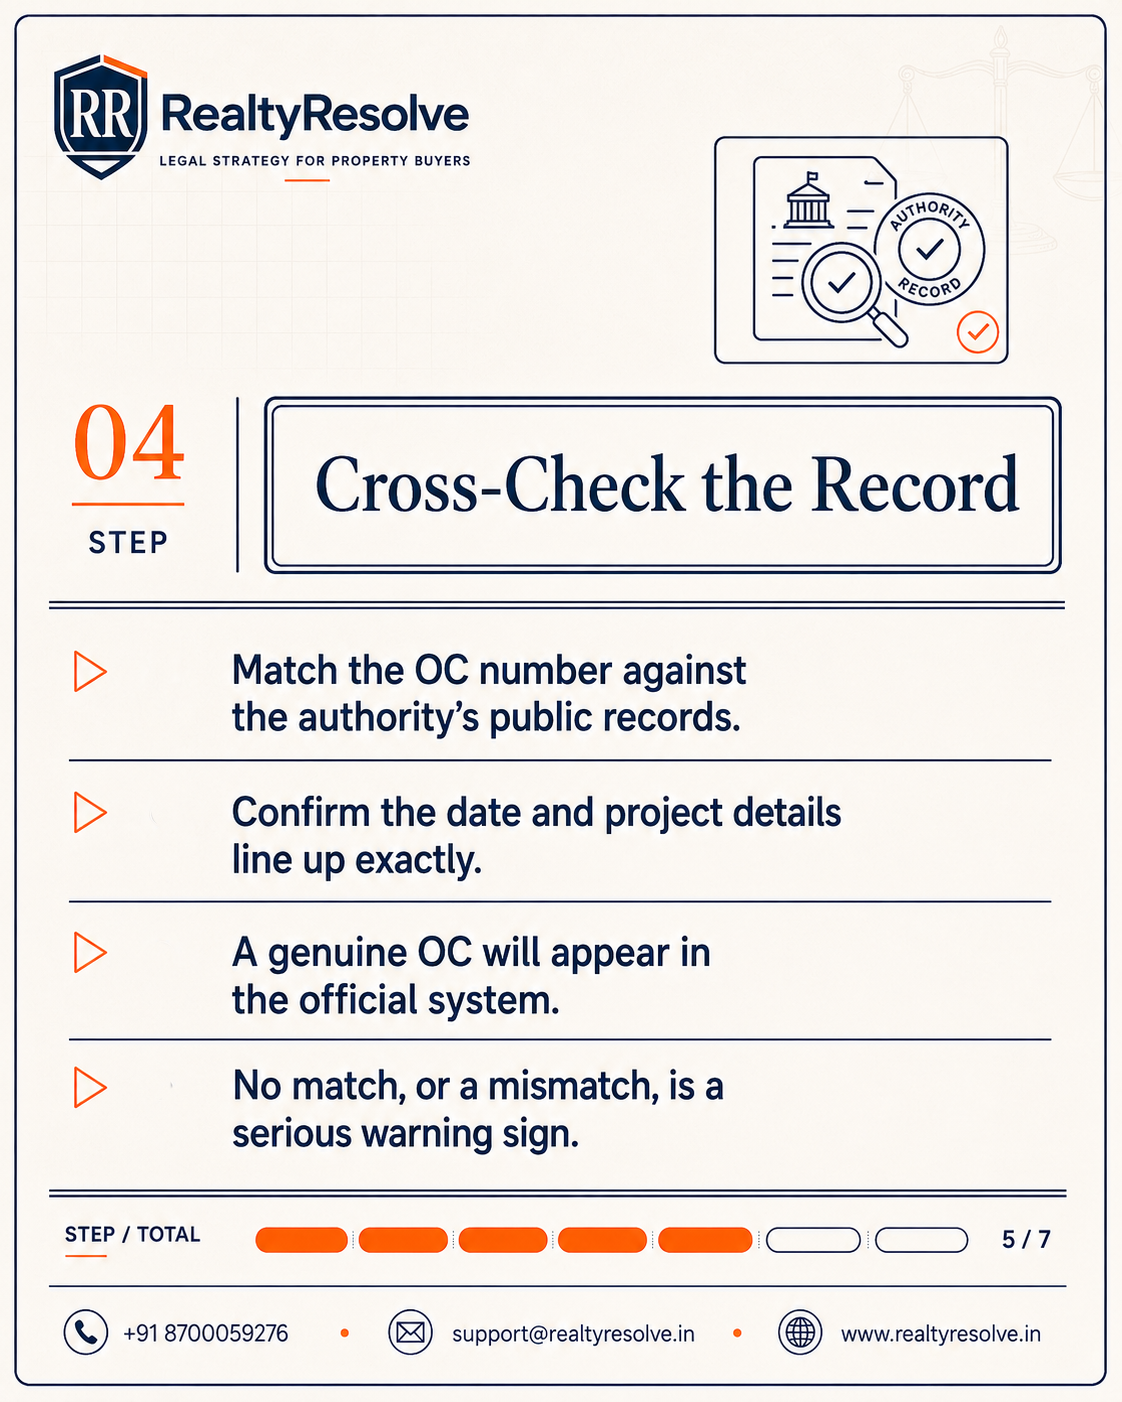 RR
RealtyResolve
LEGAL STRATEGY FOR PROPERTY BUYERS
AUTHORITY
RECORD
04
STEP
Cross-Check the Record
Match the OC number against
the authority’s public records.
Confirm the date and project details
line up exactly.
A genuine OC will appear in
the official system.
No match, or a mismatch, is a
serious warning sign.
STEP / TOTAL
5 / 7
+91 8700059276
support@realtyresolve.in
www.realtyresolve.in